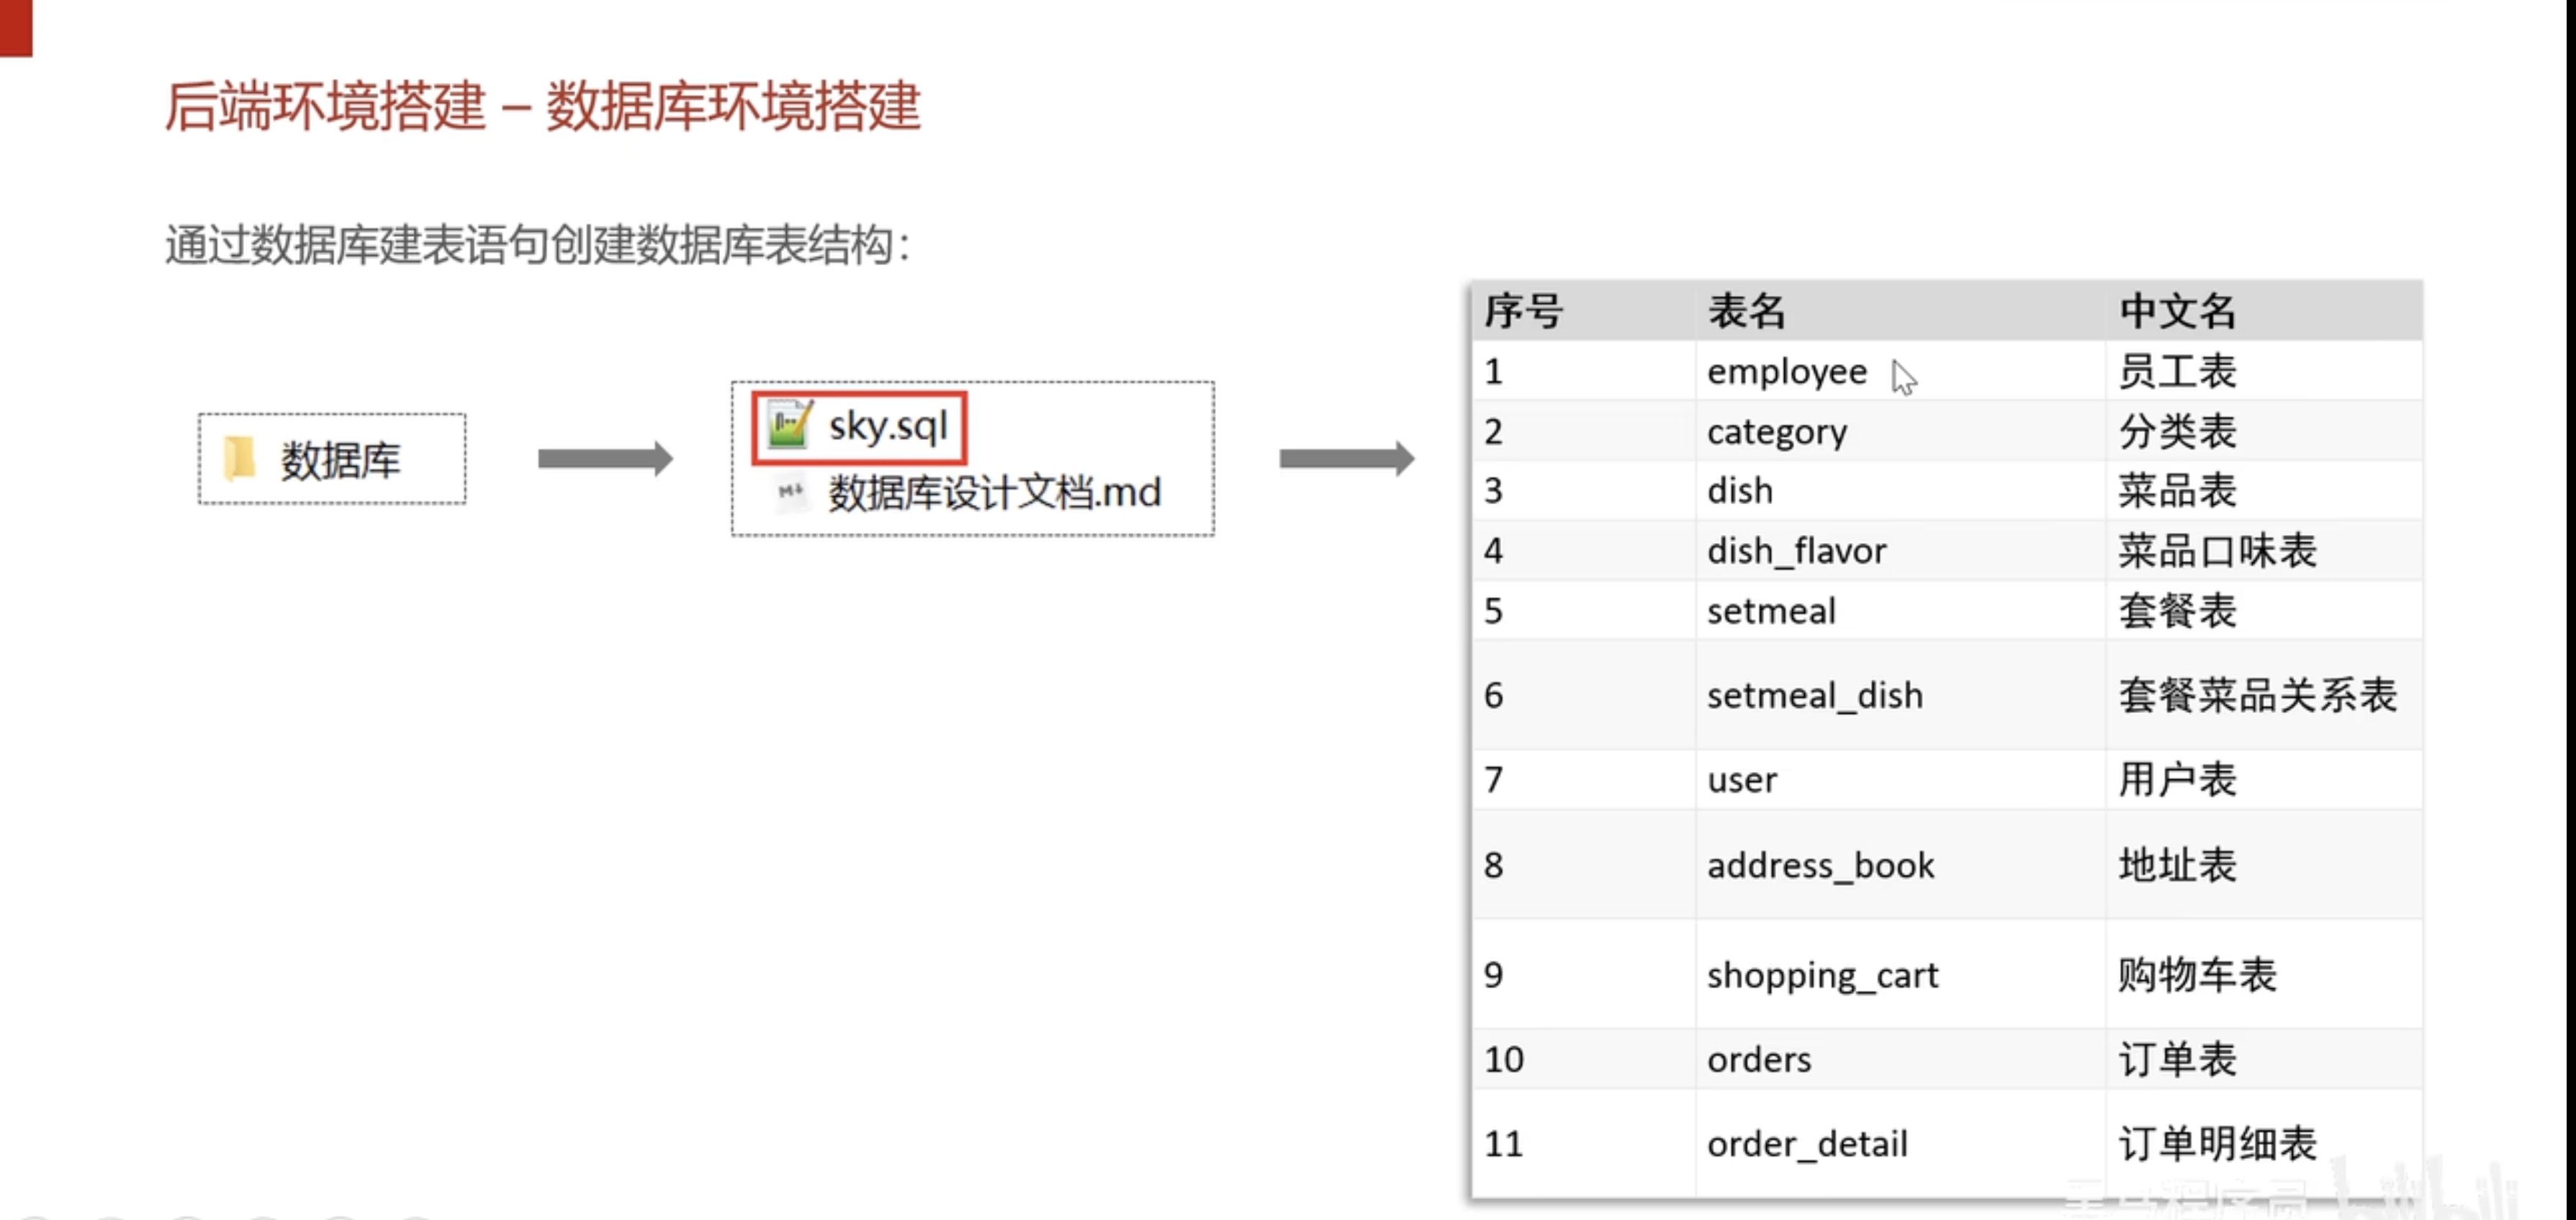 后端环境搭建 – 数据库环境搭建
通过数据库建表语句创建数据库表结构：
数据库
sky.sql
数据库设计文档.md
序号 表名 中文名
1 employee 员工表
2 category 分类表
3 dish 菜品表
4 dish_flavor 菜品口味表
5 setmeal 套餐表
6 setmeal_dish 套餐菜品关系表
7 user 用户表
8 address_book 地址表
9 shopping_cart 购物车表
10 orders 订单表
11 order_detail 订单明细表
黑马程序员 bilibili